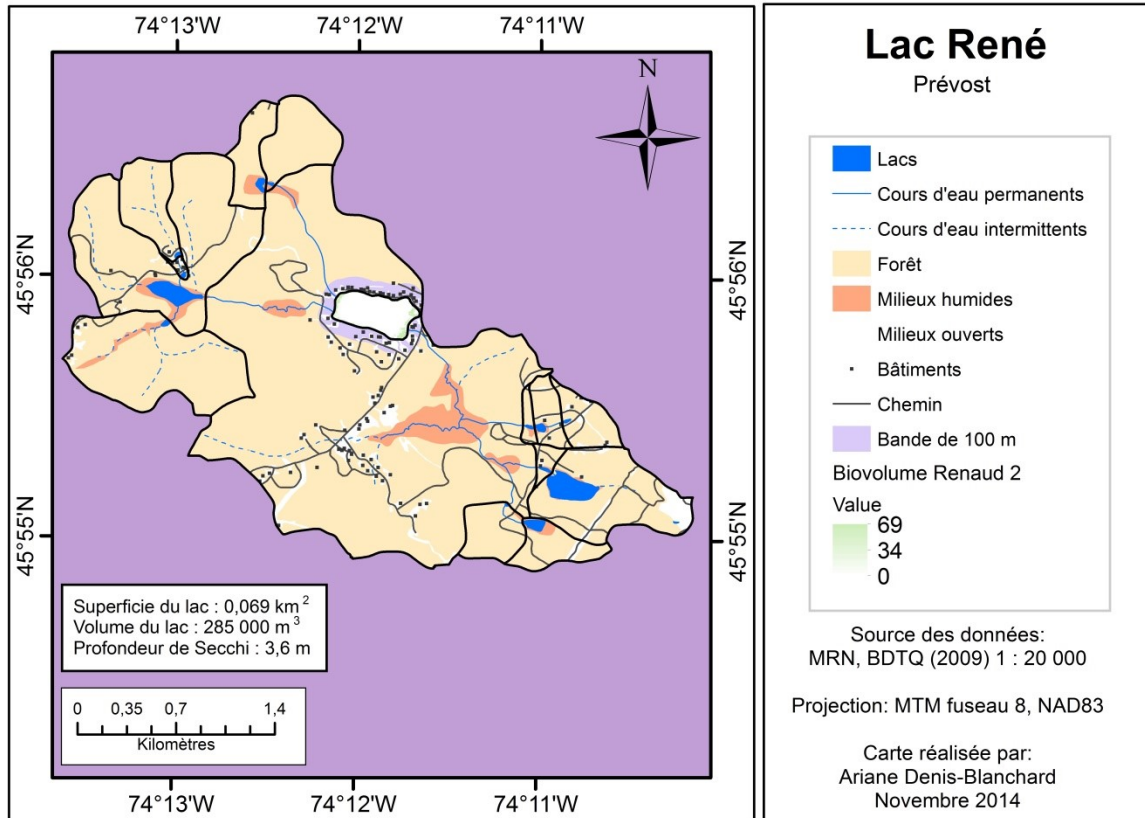 74°13'W 74°12'W 74°11'W
N
45°56'N 45°56'N
45°55'N 45°55'N
Superficie du lac : 0,069 km²
Volume du lac : 285 000 m³
Profondeur de Secchi : 3,6 m
0 0,35 0,7 1,4
Kilomètres
74°13'W 74°12'W 74°11'W
Lac René
Prévost
Lacs
Cours d'eau permanents
Cours d'eau intermittents
Forêt
Milieux humides
Milieux ouverts
Bâtiments
Chemin
Bande de 100 m
Biovolume Renaud 2
Value
69
34
0
Source des données:
MRN, BDTQ (2009) 1 : 20 000
Projection: MTM fuseau 8, NAD83
Carte réalisée par:
Ariane Denis-Blanchard
Novembre 2014